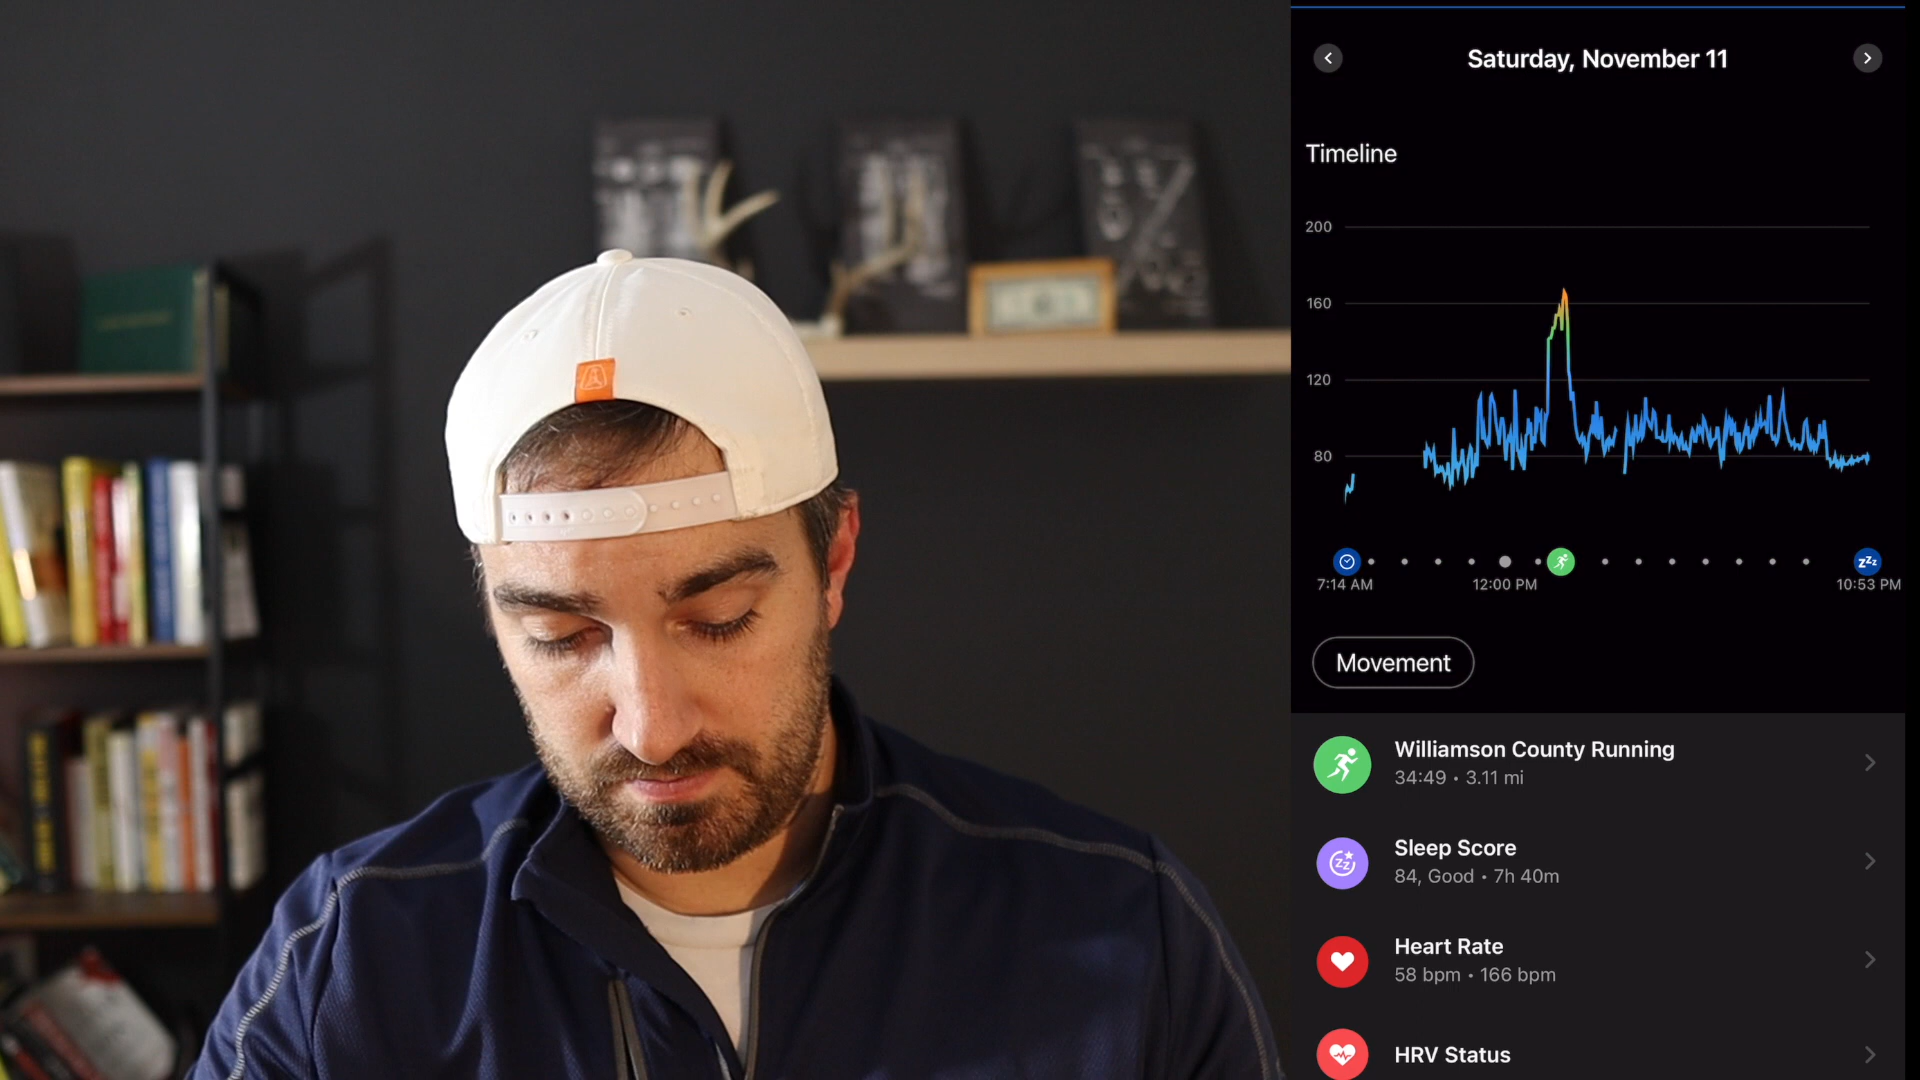 Saturday, November 11
Timeline
200
160
120
80
7:14 AM
12:00 PM
10:53 PM
Movement
Williamson County Running
34:49 • 3.11 mi
Sleep Score
84, Good • 7h 40m
Heart Rate
58 bpm • 166 bpm
HRV Status